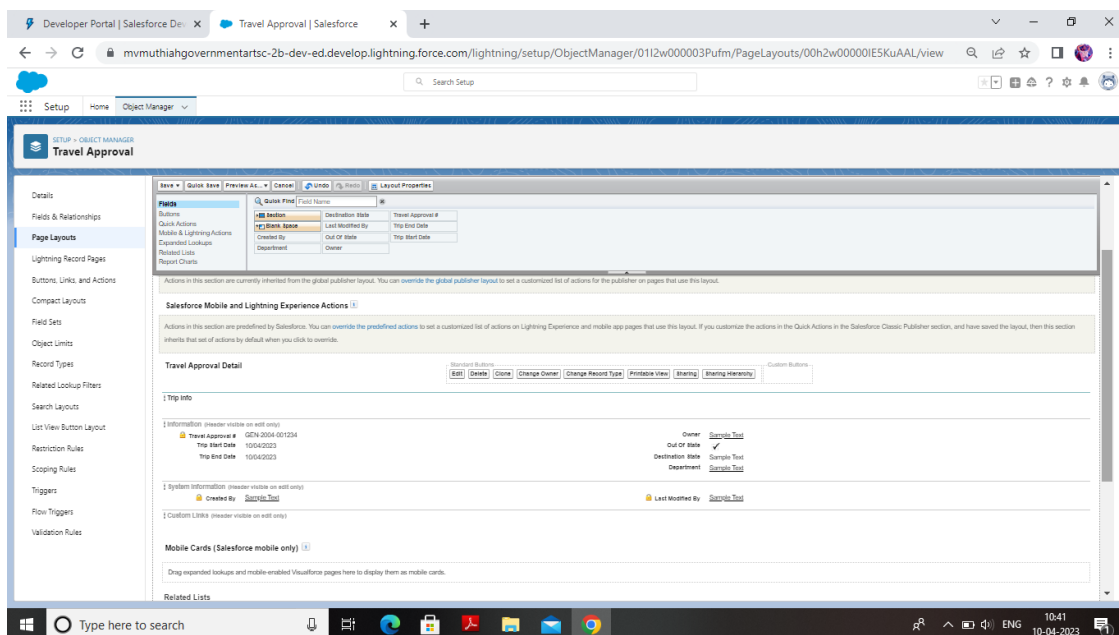 Developer Portal | Salesforce De
Travel Approval | Salesforce
mvmuthiahgovernmentartsc-2b-dev-ed.develop.lightning.force.com/lightning/setup/ObjectManager/01I2w000003Pufm/PageLayouts/00h2w00000IE5KuAAL/view
Search Setup
Setup Home Object Manager
SETUP > OBJECT MANAGER
Travel Approval
Details
Fields & Relationships
Page Layouts
Lightning Record Pages
Buttons, Links, and Actions
Compact Layouts
Field Sets
Object Limits
Record Types
Related Lookup Filters
Search Layouts
List View Button Layout
Restriction Rules
Scoping Rules
Triggers
Flow Triggers
Validation Rules
Save Quick Save Preview As... Cancel Undo Redo Layout Properties
Fields
Buttons
Quick Actions
Mobile & Lightning Actions
Expanded Lookups
Related Lists
Report Charts
Quick Find Field Name
Section Destination State Travel Approval #
Blank Space Last Modified By Trip End Date
Created By Out Of State Trip Start Date
Department Owner
Actions in this section are currently inherited from the global publisher layout. You can override the global publisher layout to set a customized list of actions for the publisher on pages that use this layout.
Salesforce Mobile and Lightning Experience Actions i
Actions in this section are predefined by Salesforce. You can override the predefined actions to set a customized list of actions on Lightning Experience and mobile app pages that use this layout. If you customize the actions in the Quick Actions in the Salesforce Classic Publisher section, and have saved the layout, then this section
inherits that set of actions by default when you click to override.
Travel Approval Detail
Standard Buttons
Edit Delete Clone Change Owner Change Record Type Printable View Sharing Sharing Hierarchy
Custom Buttons
Trip Info
Information (Header visible on edit only)
Travel Approval # GEN-2004-001234 Owner Sample Text
Trip Start Date 10/04/2023 Out Of State ✓
Trip End Date 10/04/2023 Destination State Sample Text
Department Sample Text
System Information (Header visible on edit only)
Created By Sample Text Last Modified By Sample Text
Custom Links (Header visible on edit only)
Mobile Cards (Salesforce mobile only) i
Drag expanded lookups and mobile-enabled Visualforce pages here to display them as mobile cards.
Related Lists
Type here to search
ENG
10:41
10-04-2023